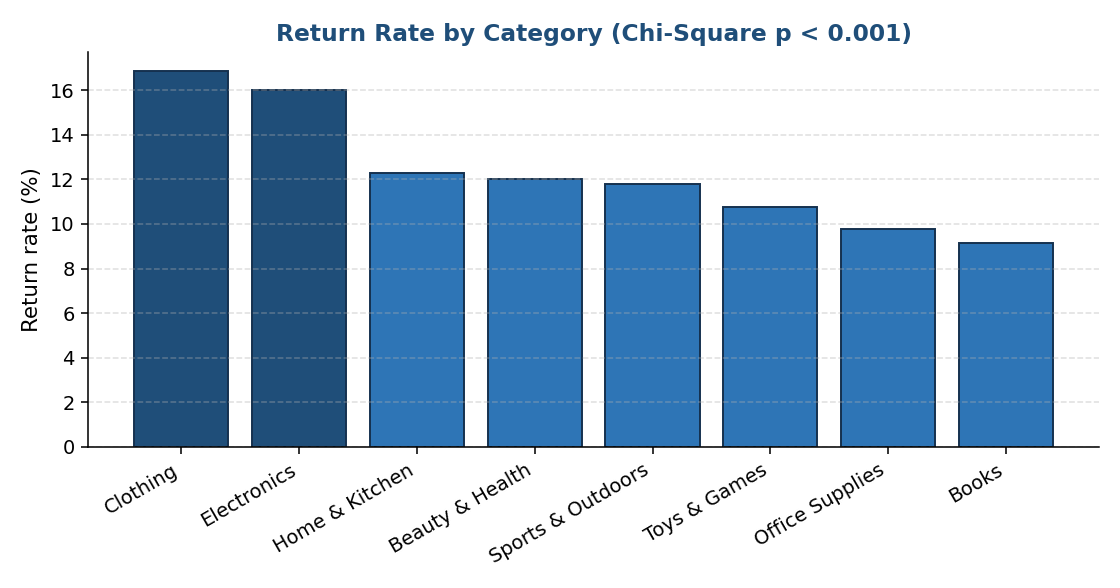 Return Rate by Category (Chi-Square p < 0.001)
Return rate (%)
16
14
12
10
8
6
4
2
0
Clothing
Electronics
Home & Kitchen
Beauty & Health
Sports & Outdoors
Toys & Games
Office Supplies
Books